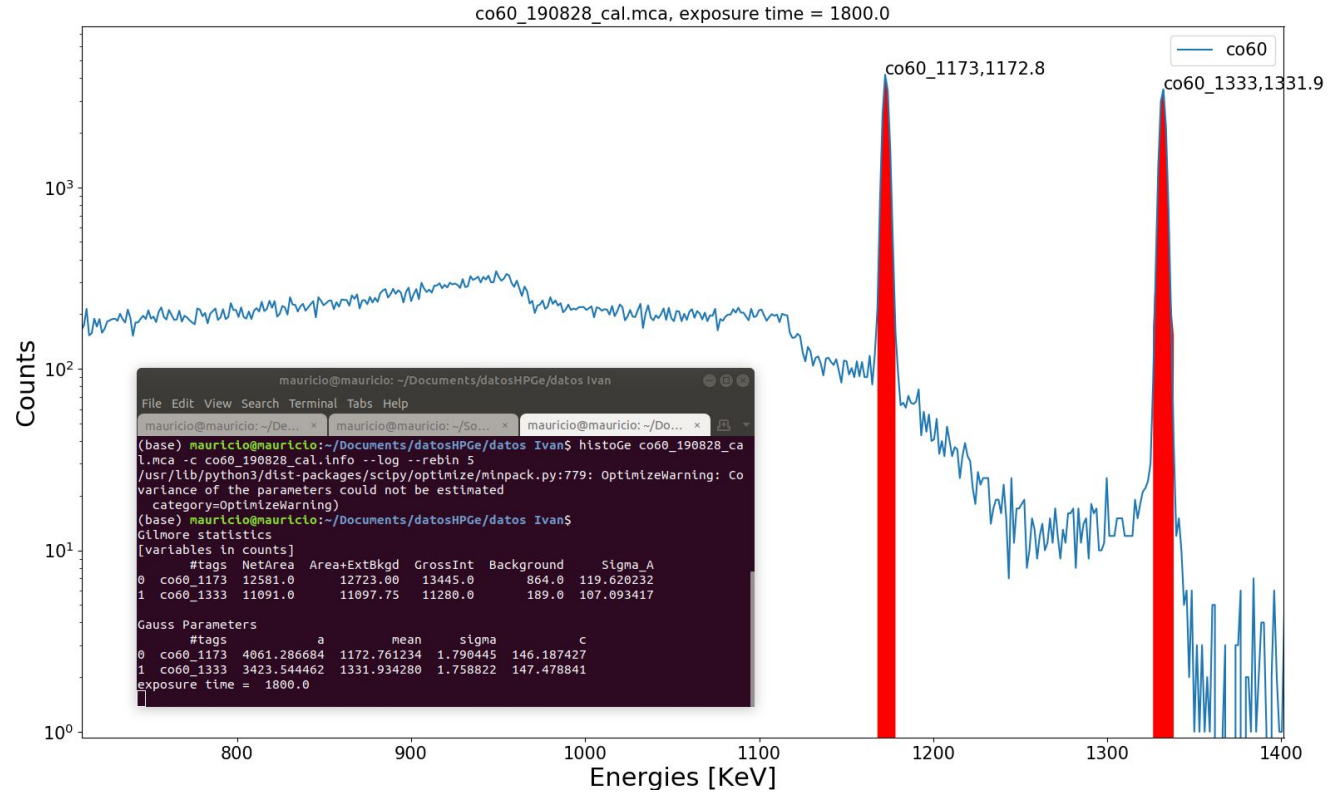 co60_190828_cal.mca, exposure time = 1800.0
co60
co60_1173,1172.8
co60_1333,1331.9
10³
10²
10¹
10⁰
Counts
mauricio@mauricio: ~/Documents/datosHPGe/datos Ivan
File Edit View Search Terminal Tabs Help
mauricio@mauricio: ~/De... × mauricio@mauricio: ~/So... × mauricio@mauricio: ~/Do... ×
(base) mauricio@mauricio:~/Documents/datosHPGe/datos Ivan$ histoGe co60_190828_ca
l.mca -c co60_190828_cal.info --log --rebin 5
/usr/lib/python3/dist-packages/scipy/optimize/minpack.py:779: OptimizeWarning: Co
variance of the parameters could not be estimated
category=OptimizeWarning)
(base) mauricio@mauricio:~/Documents/datosHPGe/datos Ivan$
Gilmore statistics
[variables in counts]
#tags NetArea Area+ExtBkgd GrossInt Background Sigma_A
0 co60_1173 12581.0 12723.00 13445.0 864.0 119.620232
1 co60_1333 11091.0 11097.75 11280.0 189.0 107.093417
Gauss Parameters
#tags a mean sigma c
0 co60_1173 4061.286684 1172.761234 1.790445 146.187427
1 co60_1333 3423.544462 1331.934280 1.758822 147.478841
exposure time = 1800.0
800 900 1000 1100 1200 1300 1400
Energies [KeV]